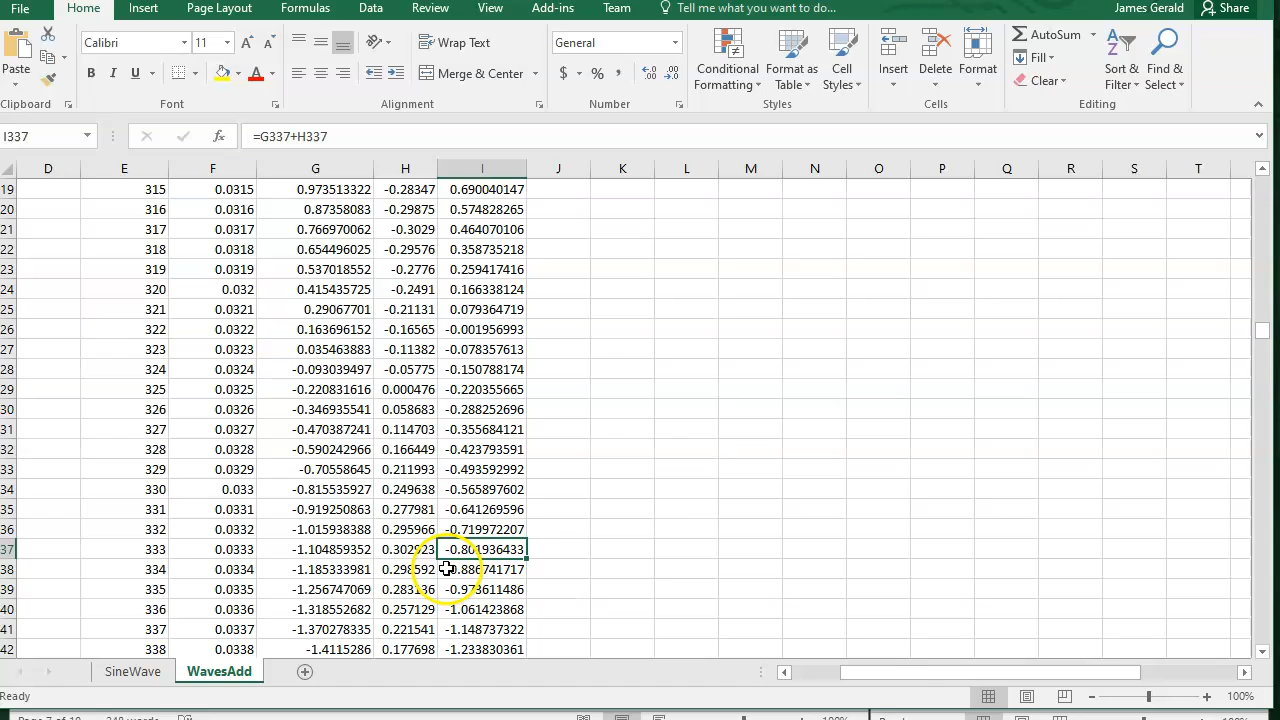 File Home Insert Page Layout Formulas Data Review View Add-ins Team Tell me what you want to do... James Gerald Share
Calibri 11 A A Wrap Text General AutoSum
Fill
Paste B I U A Merge & Center $ % , Conditional Formatting Format as Table Cell Styles Insert Delete Format Clear Sort & Filter Find & Select
Clipboard Font Alignment Number Styles Cells Editing
I337 fx =G337+H337
D E F G H I J K L M N O P Q R S T
19 315 0.0315 0.973513322 -0.28347 0.690040147
20 316 0.0316 0.87358083 -0.29875 0.574828265
21 317 0.0317 0.766970062 -0.3029 0.464070106
22 318 0.0318 0.654496025 -0.29576 0.358735218
23 319 0.0319 0.537018552 -0.2776 0.259417416
24 320 0.032 0.415435725 -0.2491 0.166338124
25 321 0.0321 0.29067701 -0.21131 0.079364719
26 322 0.0322 0.163696152 -0.16565 -0.001956993
27 323 0.0323 0.035463883 -0.11382 -0.078357613
28 324 0.0324 -0.093039497 -0.05775 -0.150788174
29 325 0.0325 -0.220831616 0.000476 -0.220355665
30 326 0.0326 -0.346935541 0.058683 -0.288252696
31 327 0.0327 -0.470387241 0.114703 -0.355684121
32 328 0.0328 -0.590242966 0.166449 -0.423793591
33 329 0.0329 -0.70558645 0.211993 -0.493592992
34 330 0.033 -0.815535927 0.249638 -0.565897602
35 331 0.0331 -0.919250863 0.277981 -0.641269596
36 332 0.0332 -1.015938388 0.295966 -0.719972207
37 333 0.0333 -1.104859352 0.302923 -0.801936433
38 334 0.0334 -1.185333981 0.298592
39 335 0.0335 -1.256747069 0.283136 -0.973611486
40 336 0.0336 -1.318552682 0.257129 -1.061423868
41 337 0.0337 -1.370278335 0.221541 -1.148737322
42 338 0.0338 -1.4115286 0.177698 -1.233830361
SineWave WavesAdd
Ready 100%